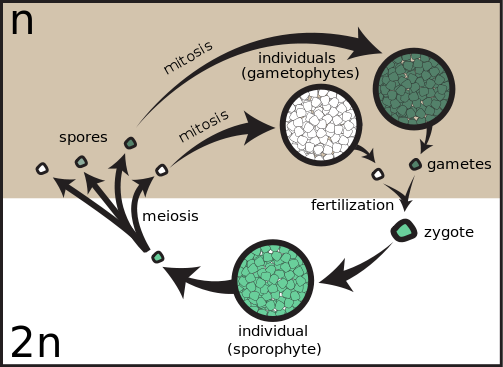 n
mitosis
individuals
(gametophytes)
mitosis
spores
gametes
meiosis
fertilization
zygote
individual
(sporophyte)
2n